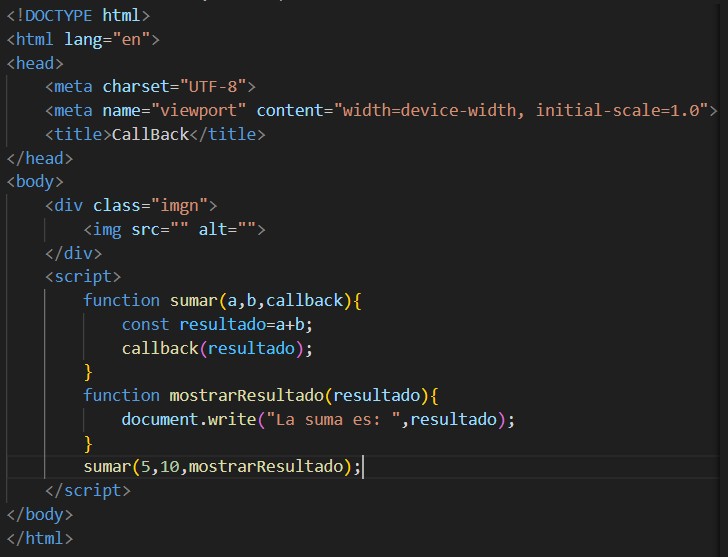 <!DOCTYPE html>
<html lang="en">
<head>
    <meta charset="UTF-8">
    <meta name="viewport" content="width=device-width, initial-scale=1.0">
    <title>CallBack</title>
</head>
<body>
    <div class="imgn">
        <img src="" alt="">
    </div>
    <script>
        function sumar(a,b,callback){
            const resultado=a+b;
            callback(resultado);
        }
        function mostrarResultado(resultado){
            document.write("La suma es: ",resultado);
        }
        sumar(5,10,mostrarResultado);
    </script>
</body>
</html>